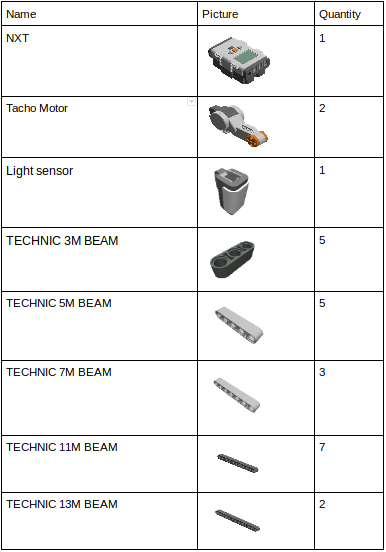 Name Picture Quantity
NXT 1
Tacho Motor 2
Light sensor 1
TECHNIC 3M BEAM 5
TECHNIC 5M BEAM 5
TECHNIC 7M BEAM 3
TECHNIC 11M BEAM 7
TECHNIC 13M BEAM 2